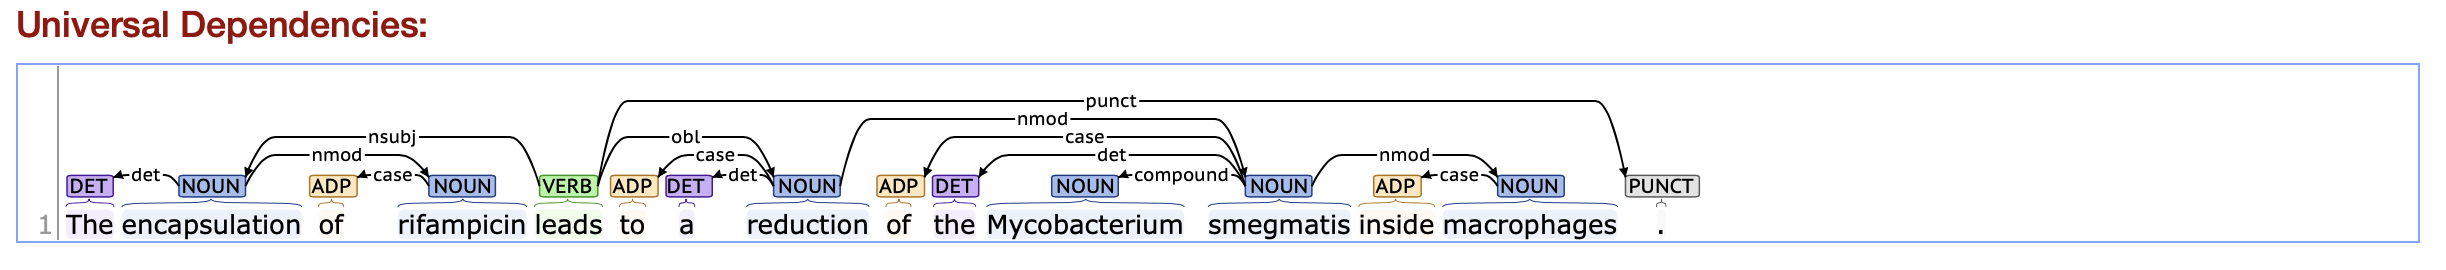 Universal Dependencies:
punct
nmod
nsubj obl case
nmod case det nmod
DET det NOUN ADP case NOUN VERB ADP DET det NOUN ADP DET NOUN compound NOUN ADP case NOUN PUNCT
1 The encapsulation of rifampicin leads to a reduction of the Mycobacterium smegmatis inside macrophages .